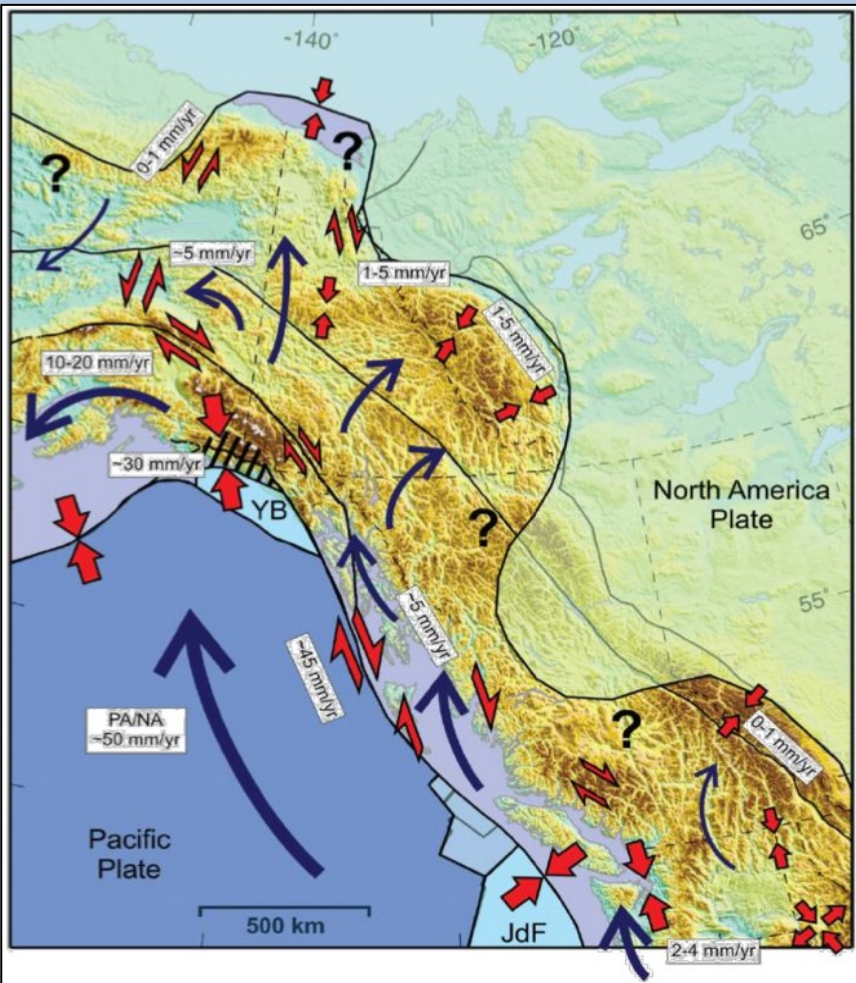 -140°
-120°
0-1 mm/yr
?
?
65°
~5 mm/yr
1-5 mm/yr
1-5 mm/yr
10-20 mm/yr
~30 mm/yr
YB
North America
Plate
?
55°
~5 mm/yr
~45 mm/yr
PA/NA
~50 mm/yr
?
0-1 mm/yr
Pacific
Plate
500 km
JdF
2-4 mm/yr